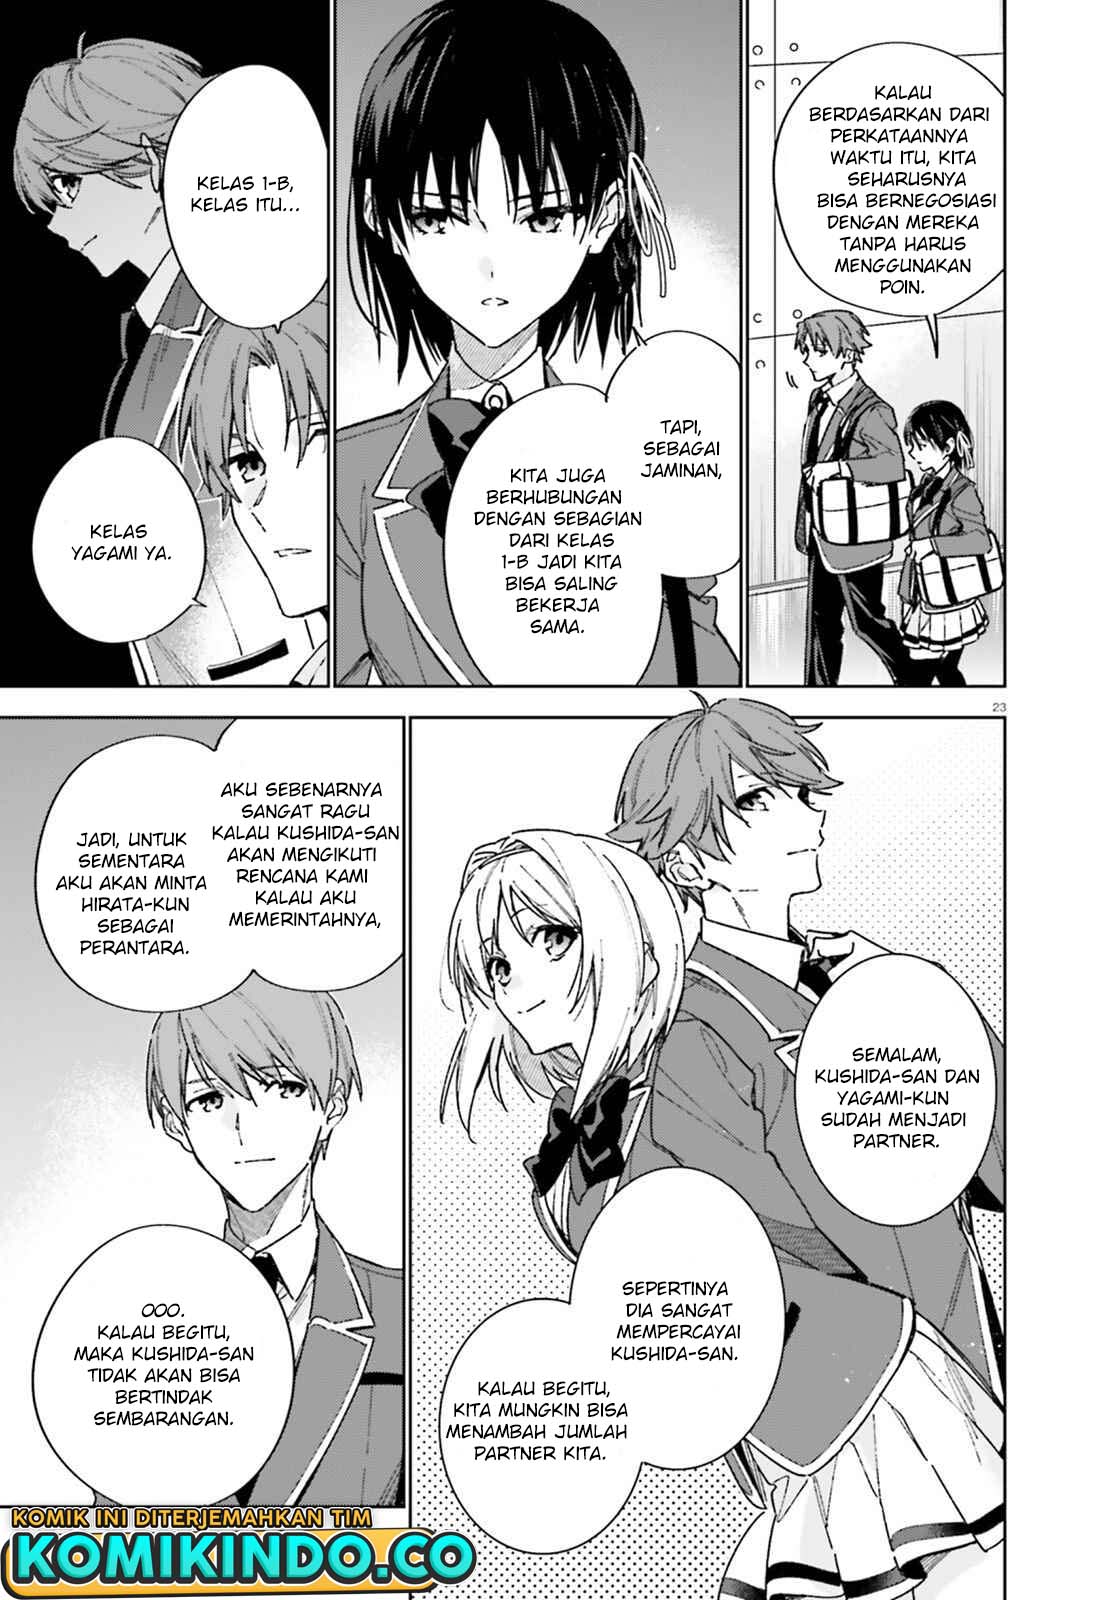 KALAU
BERDASARKAN DARI
PERKATAANNYA
WAKTU ITU, KITA
SEHARUSNYA
BISA BERNEGOSIASI
DENGAN MEREKA
TANPA HARUS
MENGGUNAKAN
POIN.
TAPI,
SEBAGAI
JAMINAN,
KITA JUGA
BERHUBUNGAN
DENGAN SEBAGIAN
DARI KELAS
1-B JADI KITA
BISA SALING
BEKERJA
SAMA.
KELAS 1-B,
KELAS ITU...
KELAS
YAGAMI YA.
23
SEMALAM,
KUSHIDA-SAN DAN
YAGAMI-KUN
SUDAH MENJADI
PARTNER.
SEPERTINYA
DIA SANGAT
MEMPERCAYAI
KUSHIDA-SAN.
KALAU BEGITU,
KITA MUNGKIN BISA
MENAMBAH JUMLAH
PARTNER KITA.
AKU SEBENARNYA
SANGAT RAGU
KALAU KUSHIDA-SAN
AKAN MENGIKUTI
RENCANA KAMI
KALAU AKU
MEMERINTAHNYA,
JADI, UNTUK
SEMENTARA
AKU AKAN MINTA
HIRATA-KUN
SEBAGAI
PERANTARA.
OOO.
KALAU BEGITU,
MAKA KUSHIDA-SAN
TIDAK AKAN BISA
BERTINDAK
SEMBARANGAN.
KOMIK INI DITERJEMAHKAN TIM
KOMIKINDO.CO